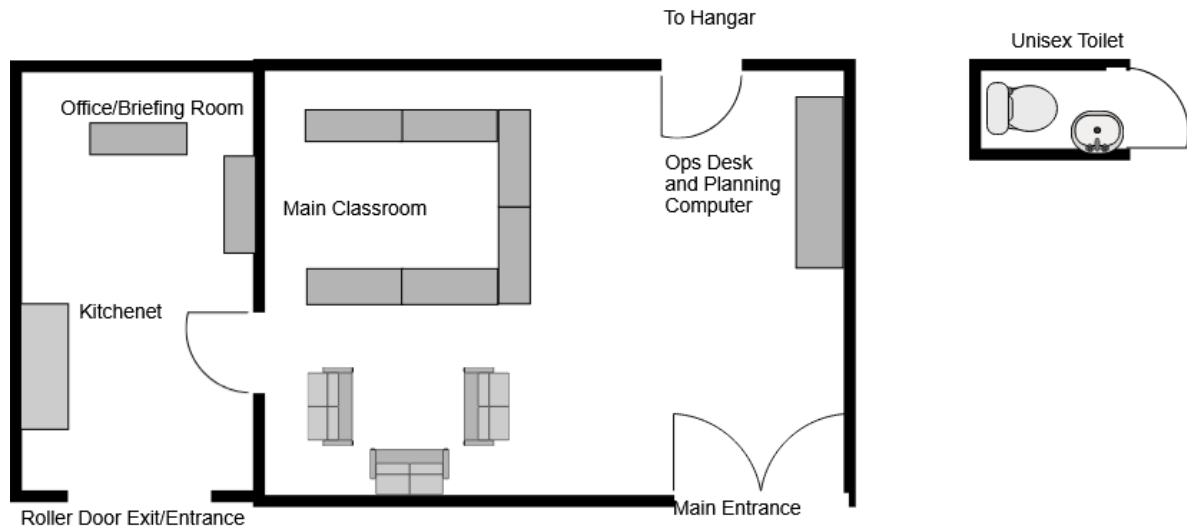 To Hangar
Unisex Toilet
Office/Briefing Room
Ops Desk
and Planning
Computer
Main Classroom
Kitchenet
Main Entrance
Roller Door Exit/Entrance